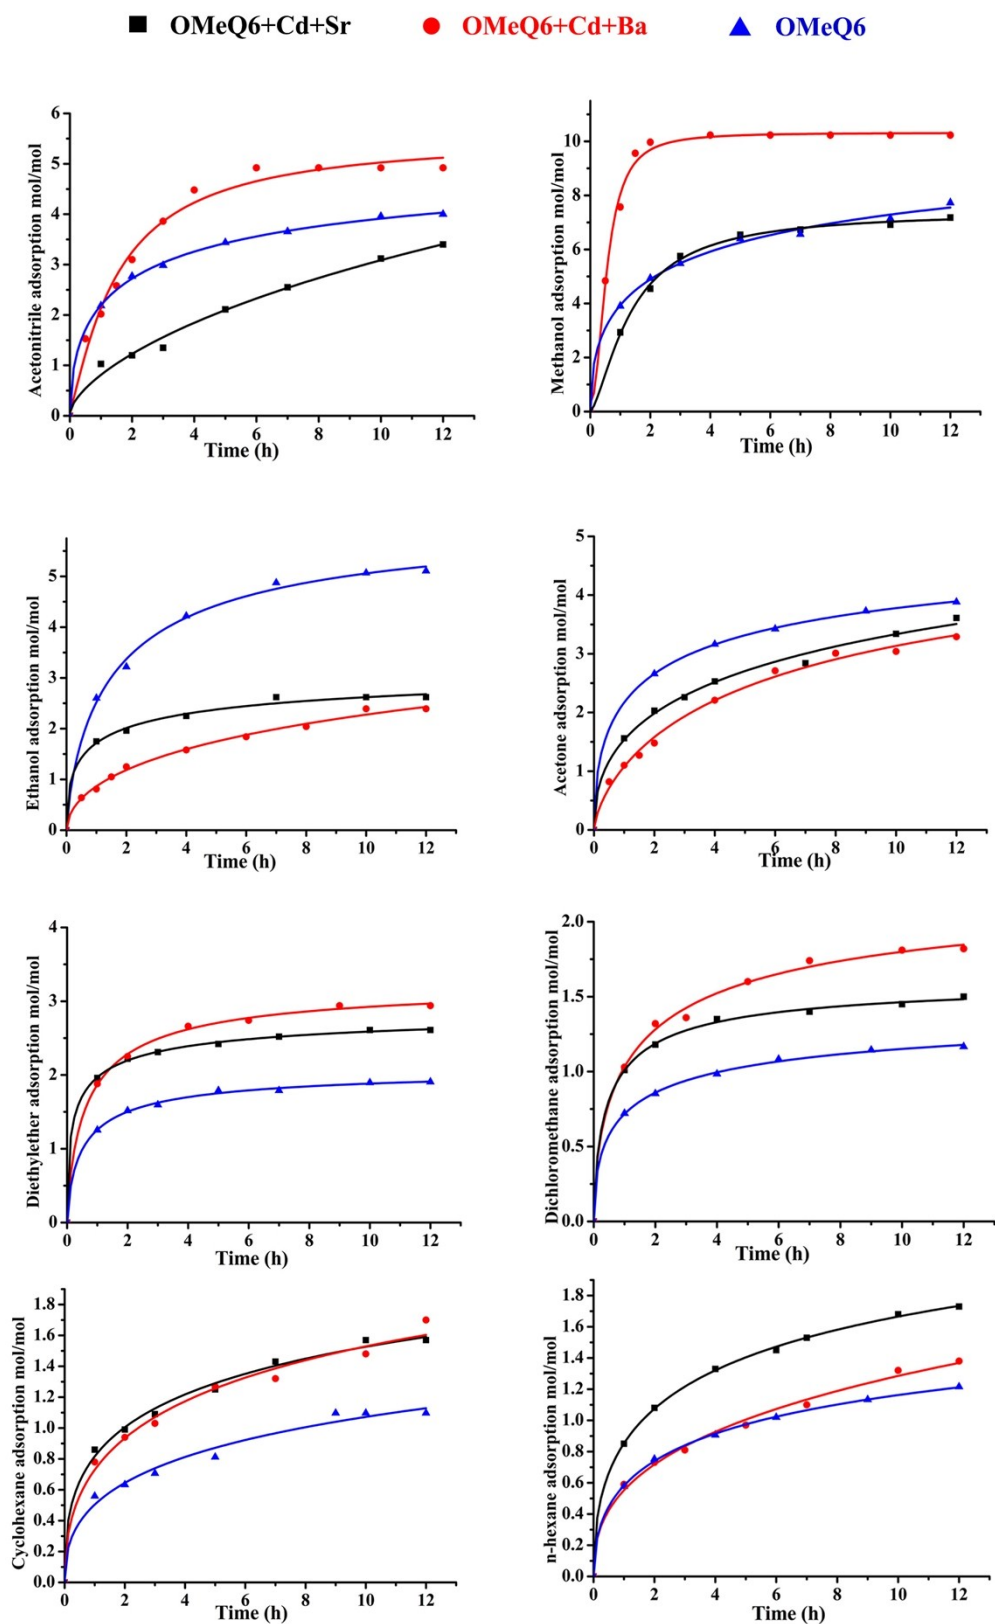 OMeQ6+Cd+Sr OMeQ6+Cd+Ba OMeQ6
Acetonitrile adsorption mol/mol
6
5
4
3
2
1
0
0 2 4 6 8 10 12
Time (h)
Methanol adsorption mol/mol
10
8
6
4
2
0
0 2 4 6 8 10 12
Time (h)
Ethanol adsorption mol/mol
5
4
3
2
1
0
0 2 4 6 8 10 12
Time (h)
Acetone adsorption mol/mol
5
4
3
2
1
0
0 2 4 6 8 10 12
Time (h)
Diethylether adsorption mol/mol
4
3
2
1
0
0 2 4 6 8 10 12
Time (h)
Dichloromethane adsorption mol/mol
2.0
1.5
1.0
0.5
0.0
0 2 4 6 8 10 12
Time (h)
Cyclohexane adsorption mol/mol
1.8
1.6
1.4
1.2
1.0
0.8
0.6
0.4
0.2
0.0
0 2 4 6 8 10 12
Time (h)
n-hexane adsorption mol/mol
1.8
1.6
1.4
1.2
1.0
0.8
0.6
0.4
0.2
0.0
0 2 4 6 8 10 12
Time (h)